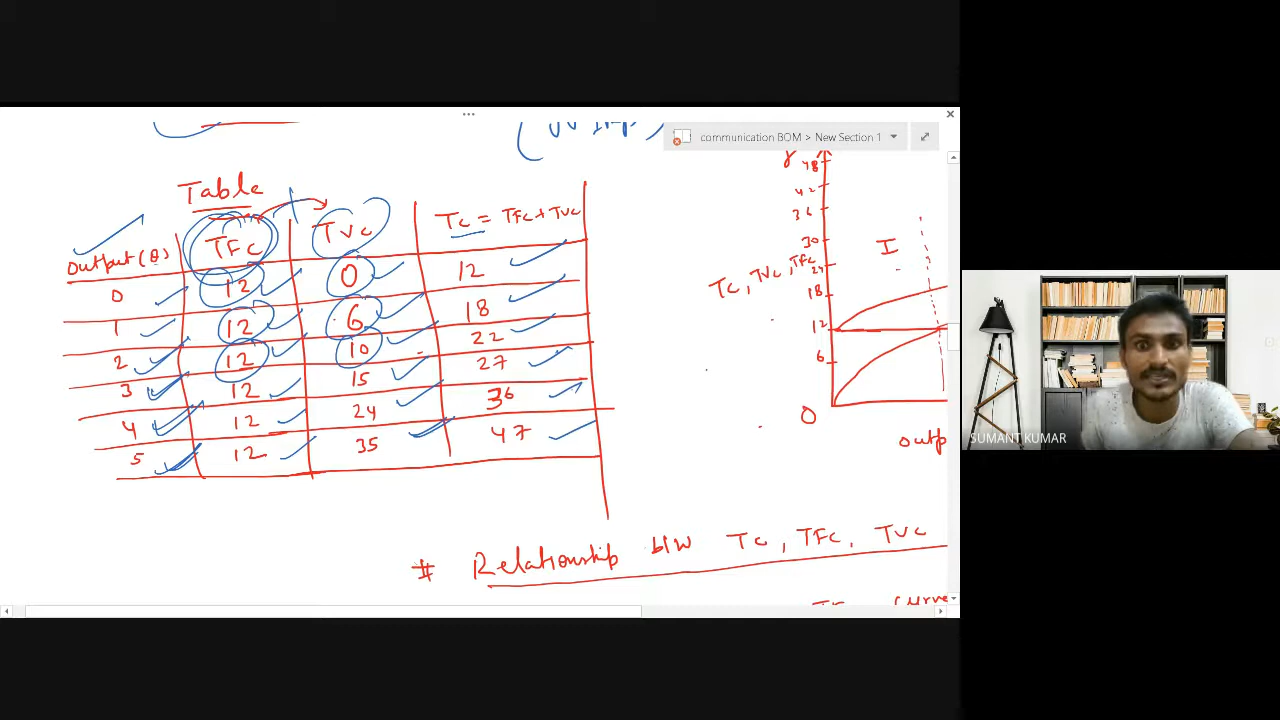 communication BOM > New Section 1
Table
Output (Q) TFC TVC TC = TFC + TVC
0 12 0 12
1 12 6 18
2 12 10 22
3 12 15 27
4 12 24 36
5 12 35 47
48
42
36
30
24
18
12
6
0
I
TC, TVC, TFC
outp
# Relationship b/w TC, TFC, TVC
curve
SUMANT KUMAR